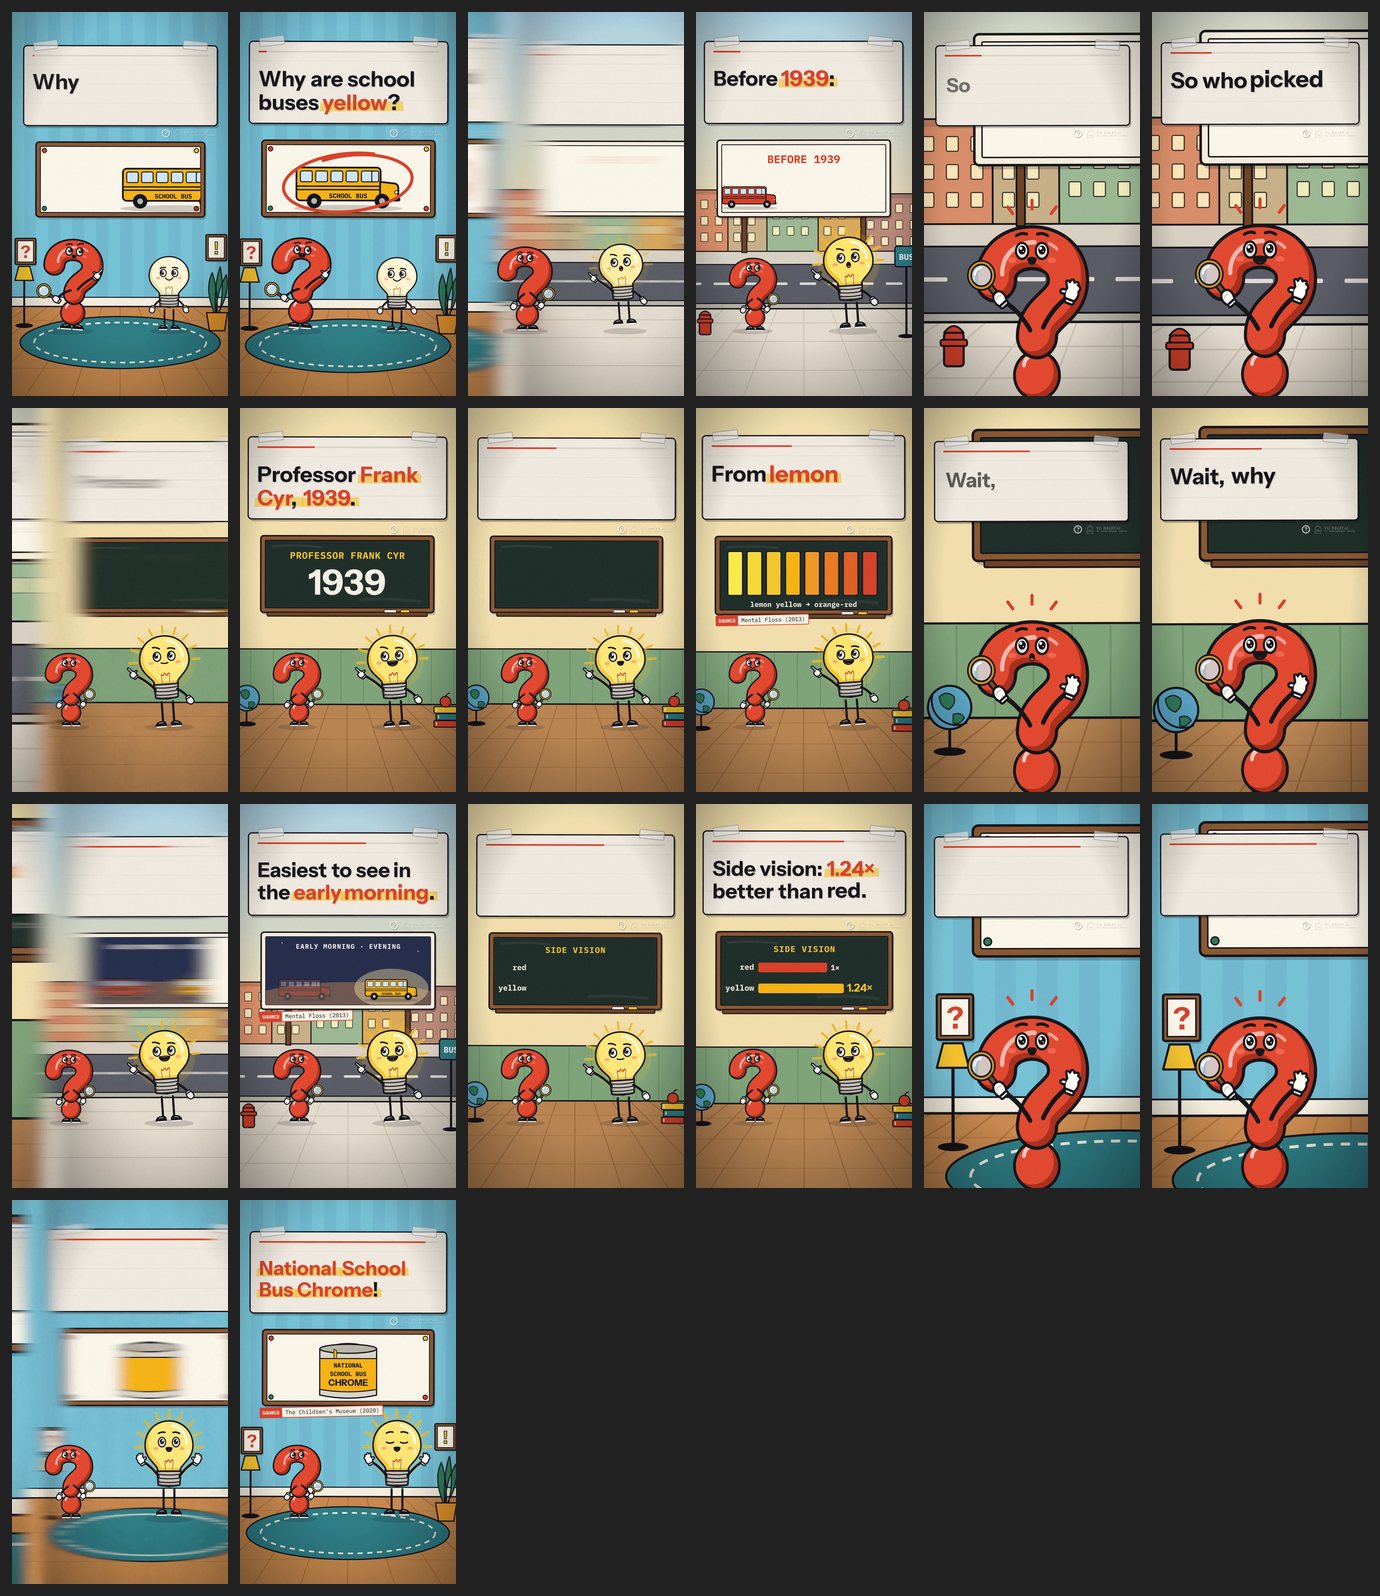 Why
SCHOOL BUS
?
!
Why are school
buses yellow?
SCHOOL BUS
?
!
Before 1939:
BEFORE 1939
BUS
So
So who picked
Professor Frank
Cyr, 1939.
PROFESSOR FRANK CYR
1939
From lemon
lemon yellow → orange-red
SOURCE Mental Floss (2013)
Wait,
Wait, why
Easiest to see in
the early morning.
EARLY MORNING · EVENING
SCHOOL BUS
SOURCE Mental Floss (2013)
BUS
SIDE VISION
red
yellow
Side vision: 1.24×
better than red.
SIDE VISION
red 1×
yellow 1.24×
?
?
National School
Bus Chrome!
NATIONAL
SCHOOL BUS
CHROME
SOURCE The Children's Museum (2020)
?
!